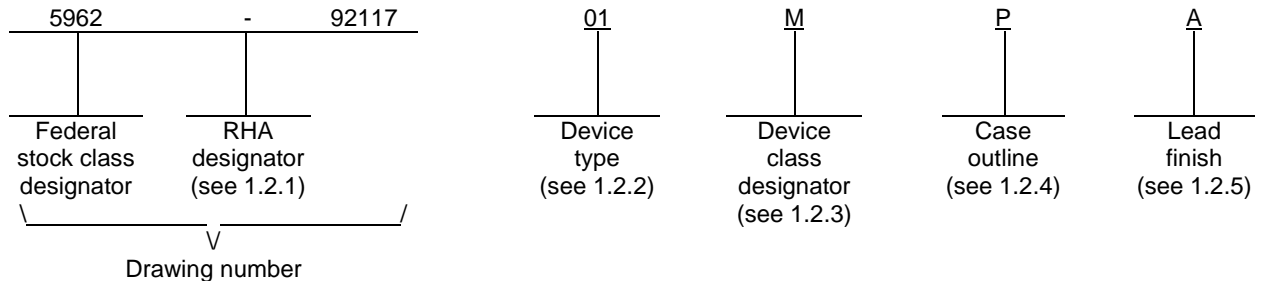 5962 - 92117 01 M P A
Federal stock class designator
RHA designator (see 1.2.1)
Device type (see 1.2.2)
Device class designator (see 1.2.3)
Case outline (see 1.2.4)
Lead finish (see 1.2.5)
Drawing number